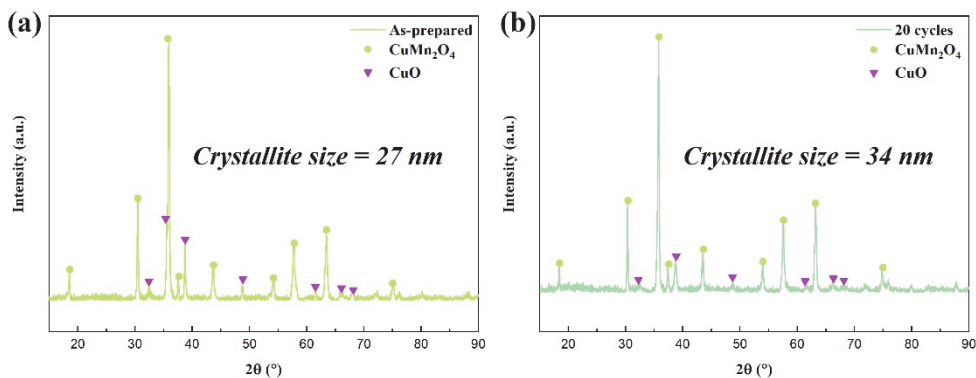 (a)
As-prepared
CuMn₂O₄
CuO
Crystallite size = 27 nm
Intensity (a.u.)
20 30 40 50 60 70 80 90
2θ (°)
(b)
20 cycles
CuMn₂O₄
CuO
Crystallite size = 34 nm
Intensity (a.u.)
20 30 40 50 60 70 80 90
2θ (°)